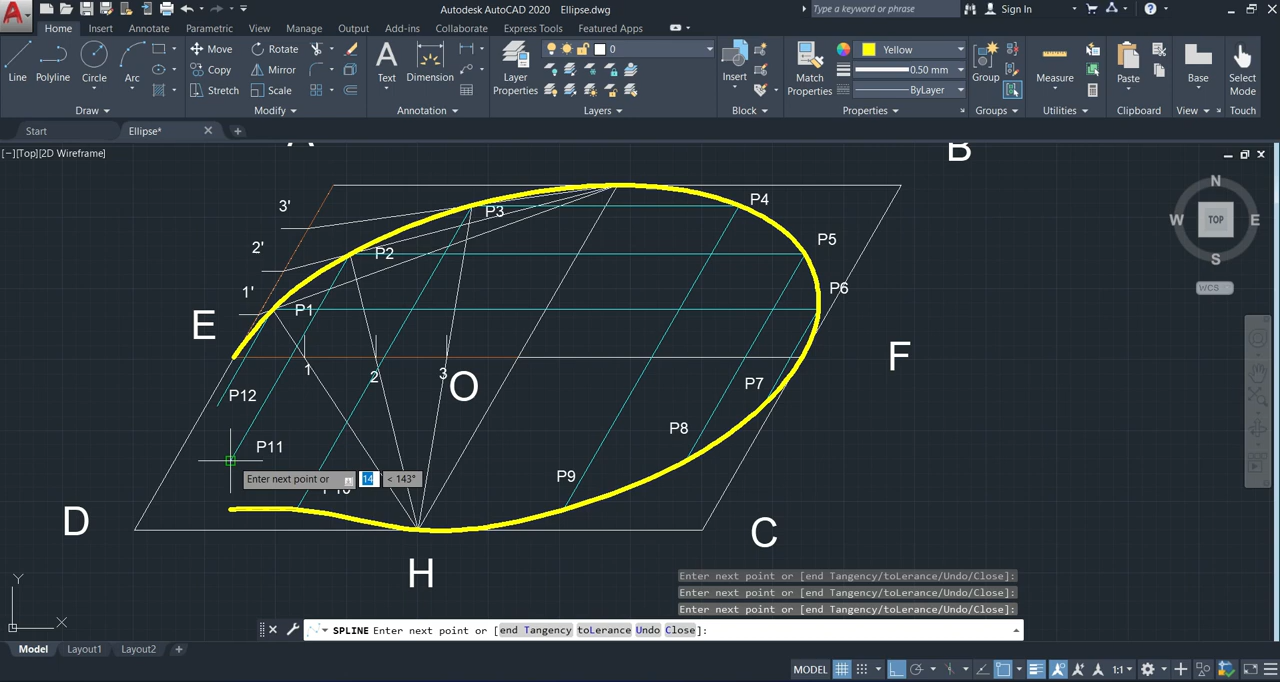 Autodesk AutoCAD 2020 Ellipse.dwg
Type a keyword or phrase
Sign In
Home Insert Annotate Parametric View Manage Output Add-ins Collaborate Express Tools Featured Apps
Line Polyline Circle Arc
Move Rotate
Copy Mirror
Stretch Scale
Text Dimension
Layer Properties
0
Insert
Match Properties
Yellow
0.50 mm
ByLayer
Group
Measure
Paste
Base
Select Mode
Draw Modify Annotation Layers Block Properties Groups Utilities Clipboard View Touch
Start Ellipse*
[−][Top][2D Wireframe]
B
N
W TOP E
S
WCS
3'
P3
P4
2'
P2
P5
1'
P1
P6
E
F
1
2
3
O
P7
P12
P8
P11
P9
Enter next point or 14 < 143°
D
C
H
Y
X
Enter next point or [end Tangency/toLerance/Undo/Close]:
Enter next point or [end Tangency/toLerance/Undo/Close]:
Enter next point or [end Tangency/toLerance/Undo/Close]:
SPLINE Enter next point or [end Tangency toLerance Undo Close]:
Model Layout1 Layout2
MODEL 1:1